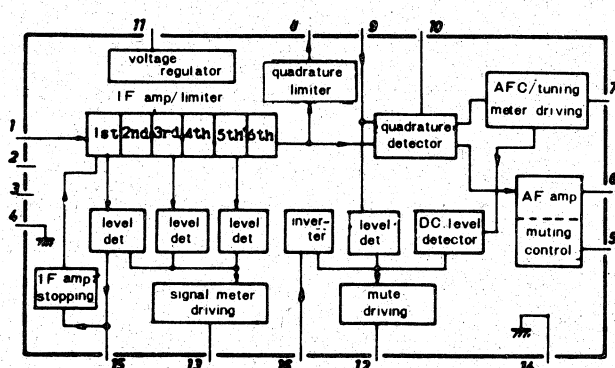 11
8
9
10
voltage
regulator
quadrature
limiter
AFC/tuning
meter driving
7
IF amp/limiter
1
1st 2nd 3rd 4th 5th 6th
quadrature
detector
2
3
4
AF amp
muting
control
6
5
level
det
level
det
level
det
inver-
ter
level
det
DC. level
detector
IF amp
stopping
signal meter
driving
mute
driving
15
13
16
12
14